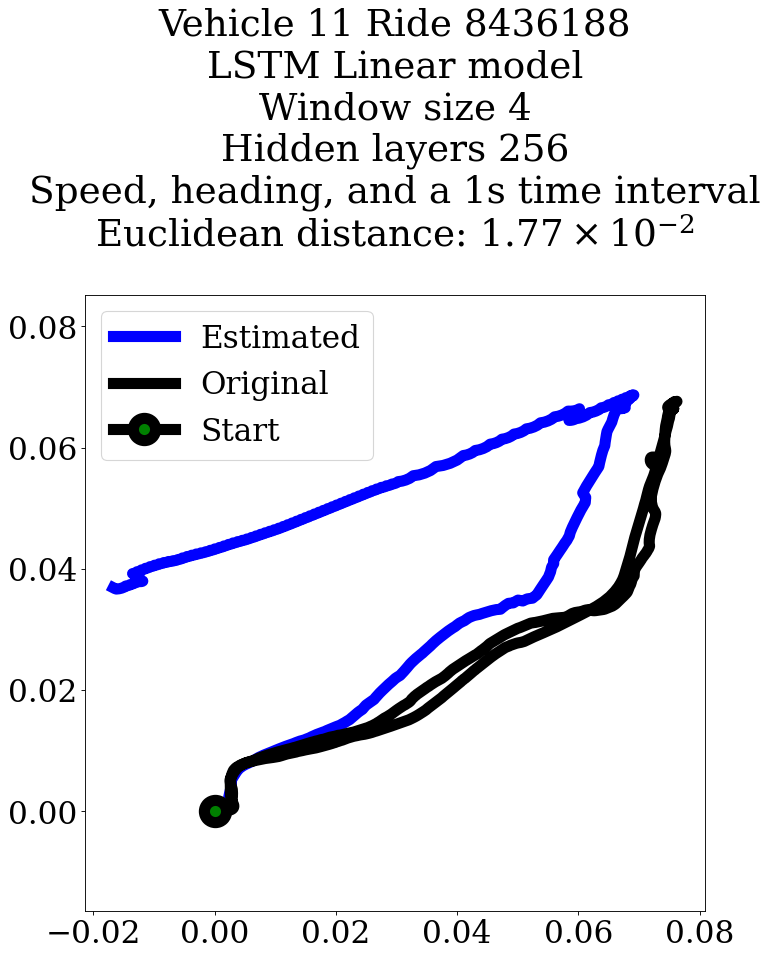 Vehicle 11 Ride 8436188
LSTM Linear model
Window size 4
Hidden layers 256
Speed, heading, and a 1s time interval
Euclidean distance: 1.77 × 10⁻²
0.08
Estimated
Original
Start
0.06
0.04
0.02
0.00
−0.02 0.00 0.02 0.04 0.06 0.08